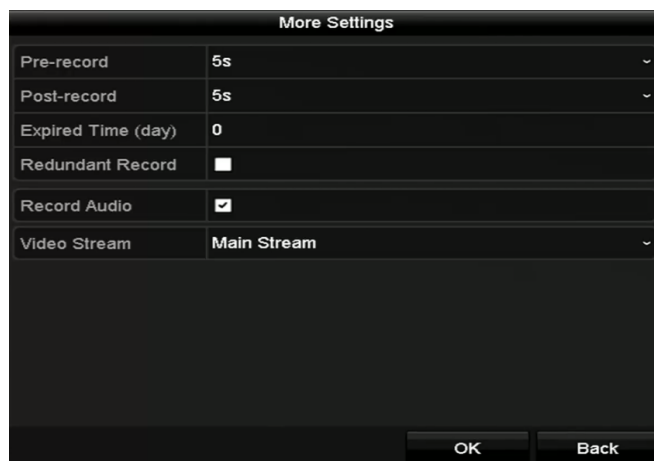 More Settings
Pre-record 5s
Post-record 5s
Expired Time (day) 0
Redundant Record
Record Audio
Video Stream Main Stream
OK Back